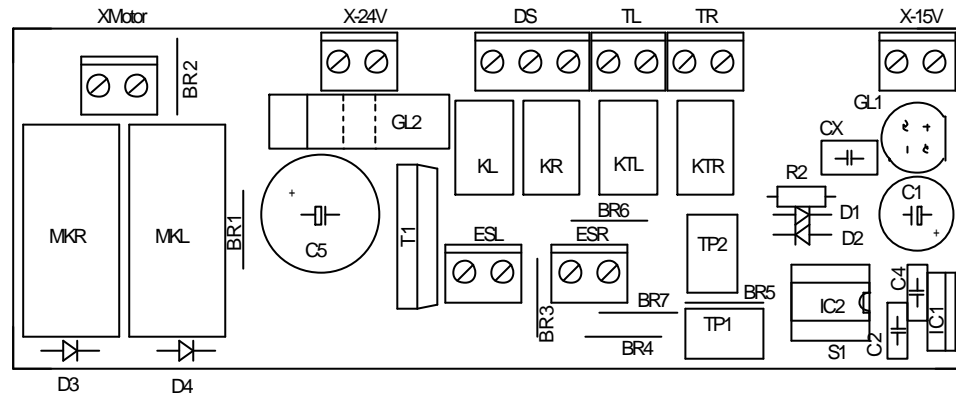 XMotor X-24V DS TL TR X-15V
BR2
GL1
GL2
CX
KL KR KTL KTR
R2
C1
BR6
D1
MKR MKL BR1 C5 T1 ESL ESR
D2
TP2
BR5
C4
BR7
IC2
BR3
TP1
IC1
C2
BR4
S1
D3 D4